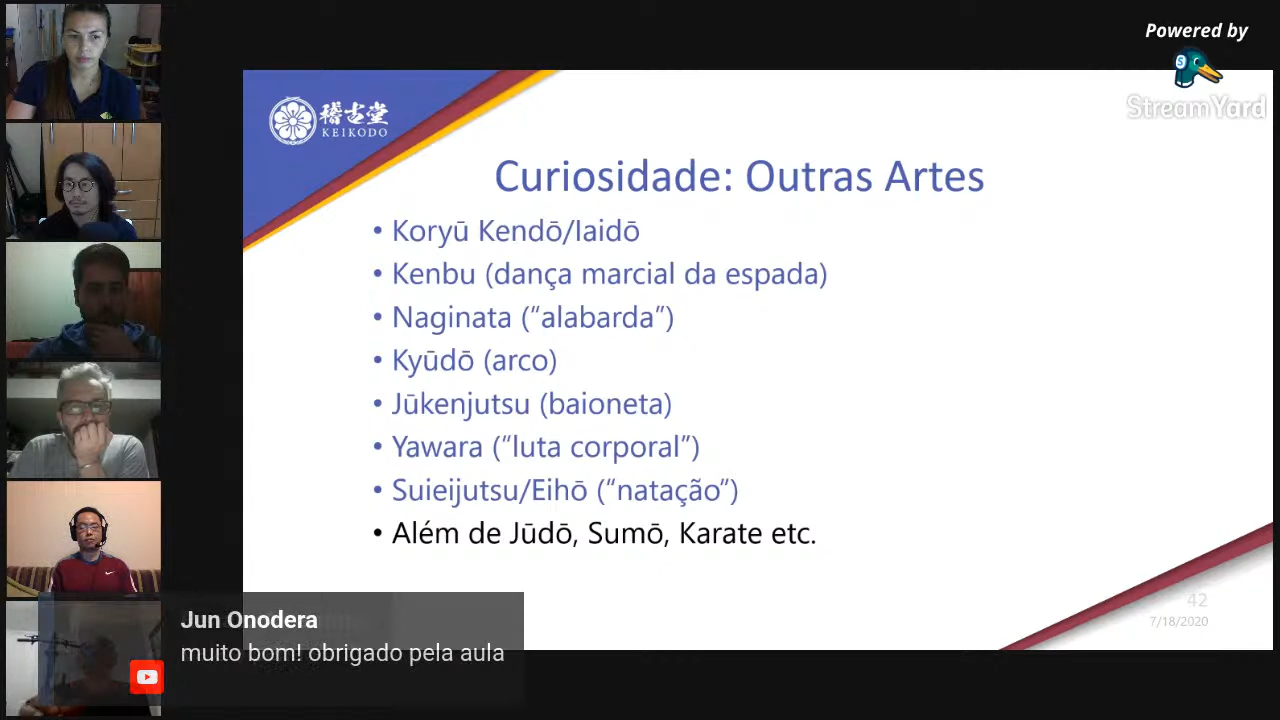 Powered by
StreamYard
稽古堂
KEIKODO
Curiosidade: Outras Artes
• Koryū Kendō/Iaidō
• Kenbu (dança marcial da espada)
• Naginata (“alabarda”)
• Kyūdō (arco)
• Jūkenjutsu (baioneta)
• Yawara (“luta corporal”)
• Suieijutsu/Eihō (“natação”)
• Além de Jūdō, Sumō, Karate etc.
42
7/18/2020
Jun Onodera
muito bom! obrigado pela aula